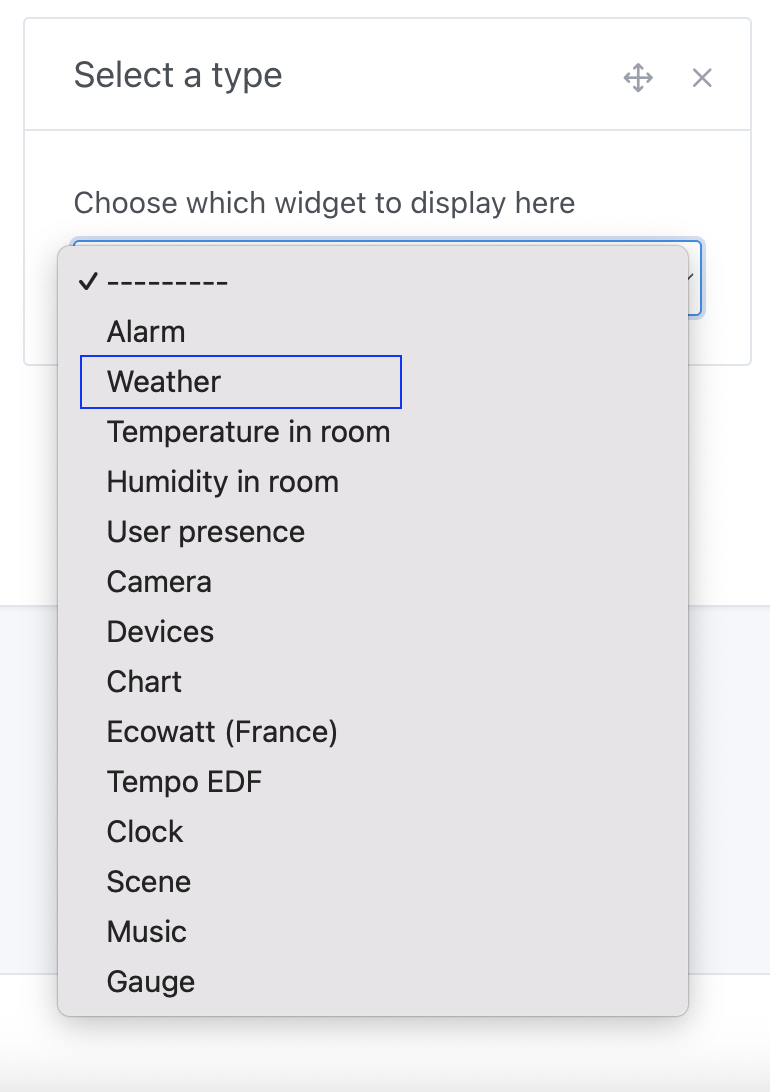 Select a type
Choose which widget to display here
✓ ---------
Alarm
Weather
Temperature in room
Humidity in room
User presence
Camera
Devices
Chart
Ecowatt (France)
Tempo EDF
Clock
Scene
Music
Gauge